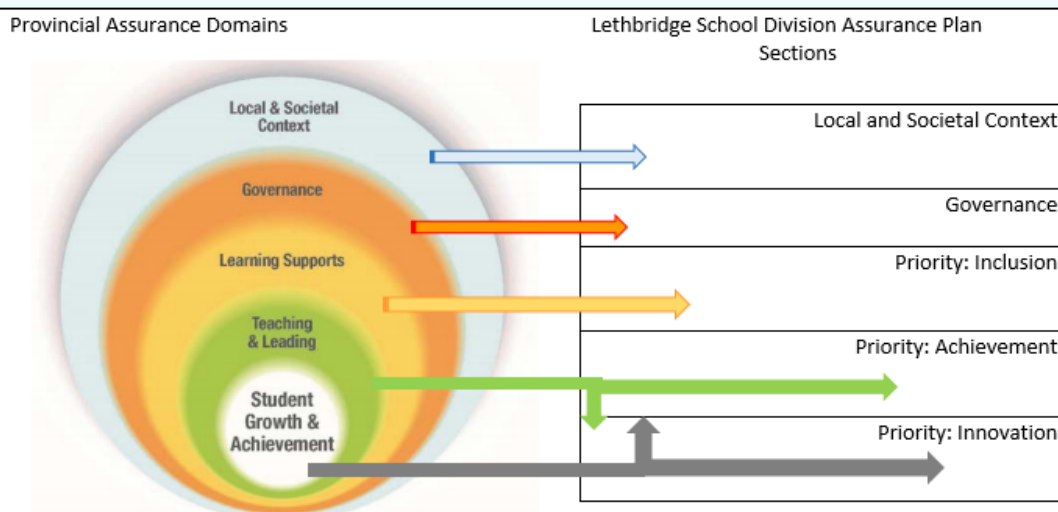 Provincial Assurance Domains
Lethbridge School Division Assurance Plan
Sections
Local & Societal
Context
Governance
Learning Supports
Teaching
& Leading
Student
Growth &
Achievement
Local and Societal Context
Governance
Priority: Inclusion
Priority: Achievement
Priority: Innovation